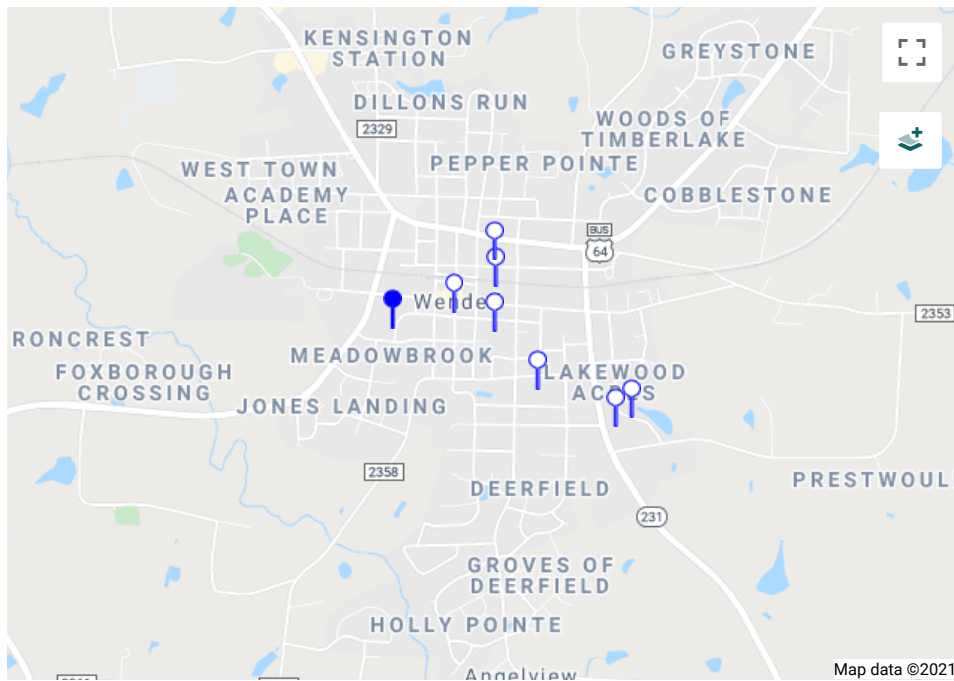 KENSINGTON
STATION
GREYSTONE
DILLONS RUN
WOODS OF
TIMBERLAKE
2329
PEPPER POINTE
WEST TOWN
ACADEMY
PLACE
COBBLESTONE
BUS
64
Wende
2353
RONCREST
MEADOWBROOK
FOXBOROUGH
CROSSING
LAKEWOOD
ACRES
JONES LANDING
2358
PRESTWOUL
DEERFIELD
231
GROVES OF
DEERFIELD
HOLLY POINTE
Angelview
Map data ©2021